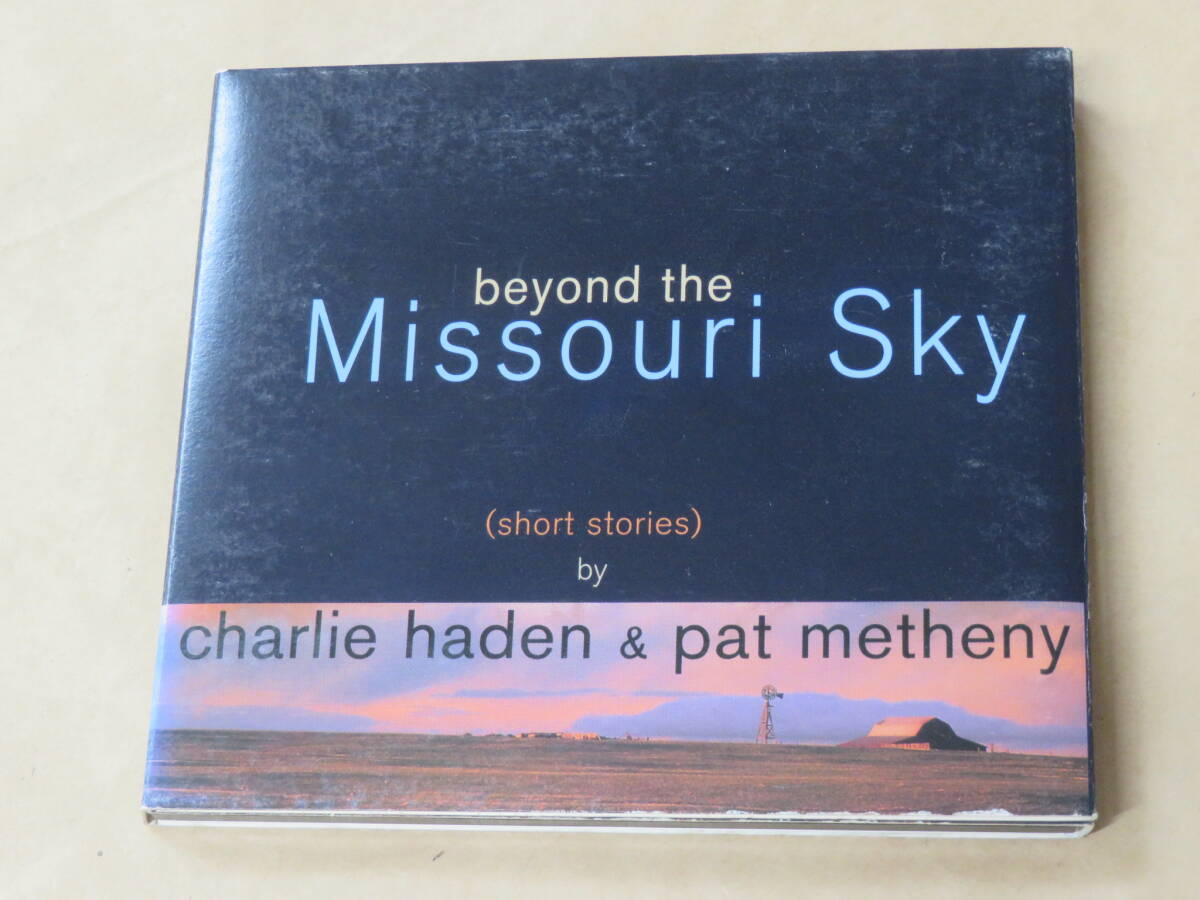 beyond the
Missouri Sky
(short stories)
by
charlie haden & pat metheny